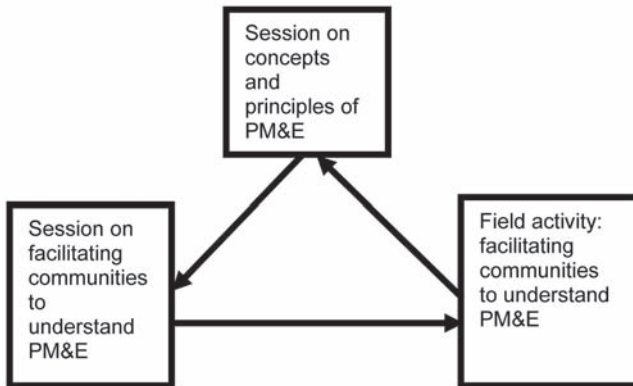 Session on
concepts
and
principles of
PM&E
Session on
facilitating
communities
to
understand
PM&E
Field activity:
facilitating
communities
to understand
PM&E